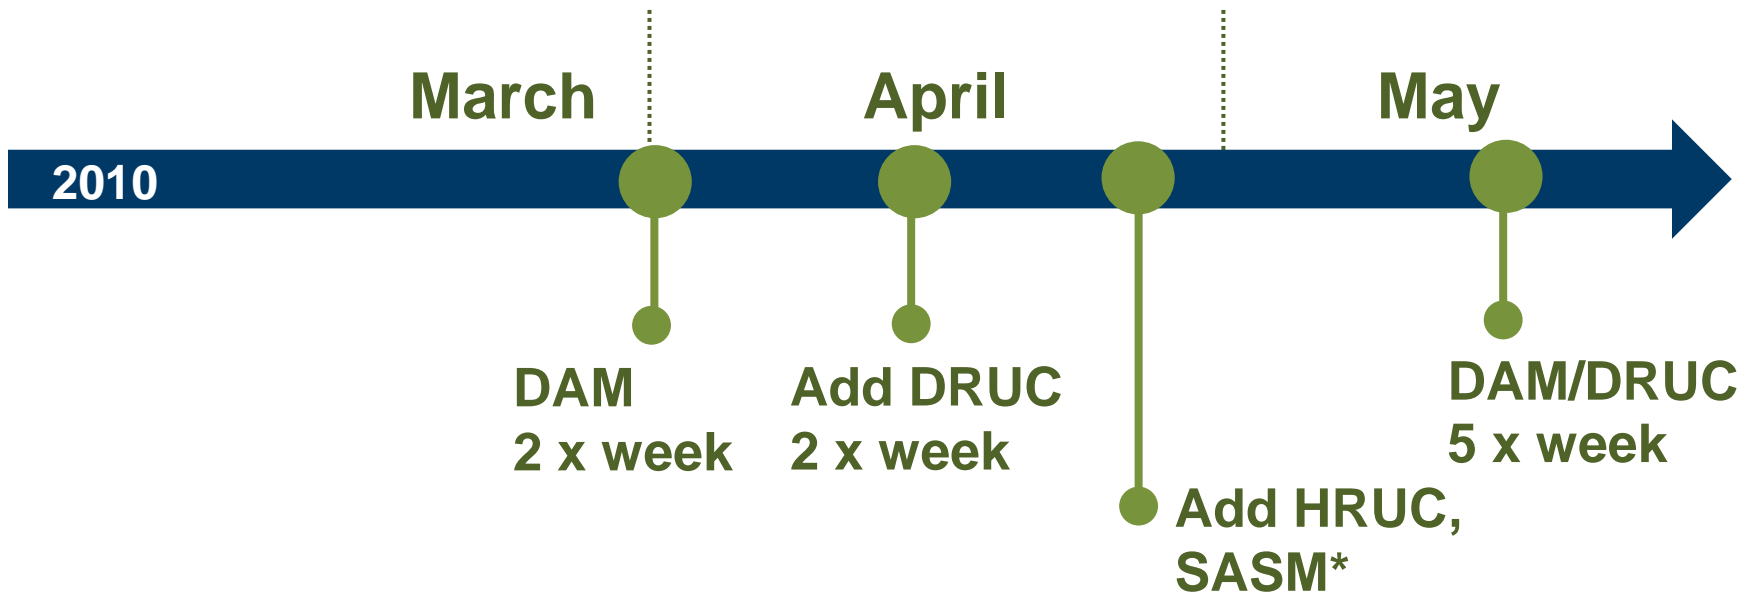 March
April
May
2010
DAM
2 x week
Add DRUC
2 x week
Add HRUC,
SASM*
DAM/DRUC
5 x week